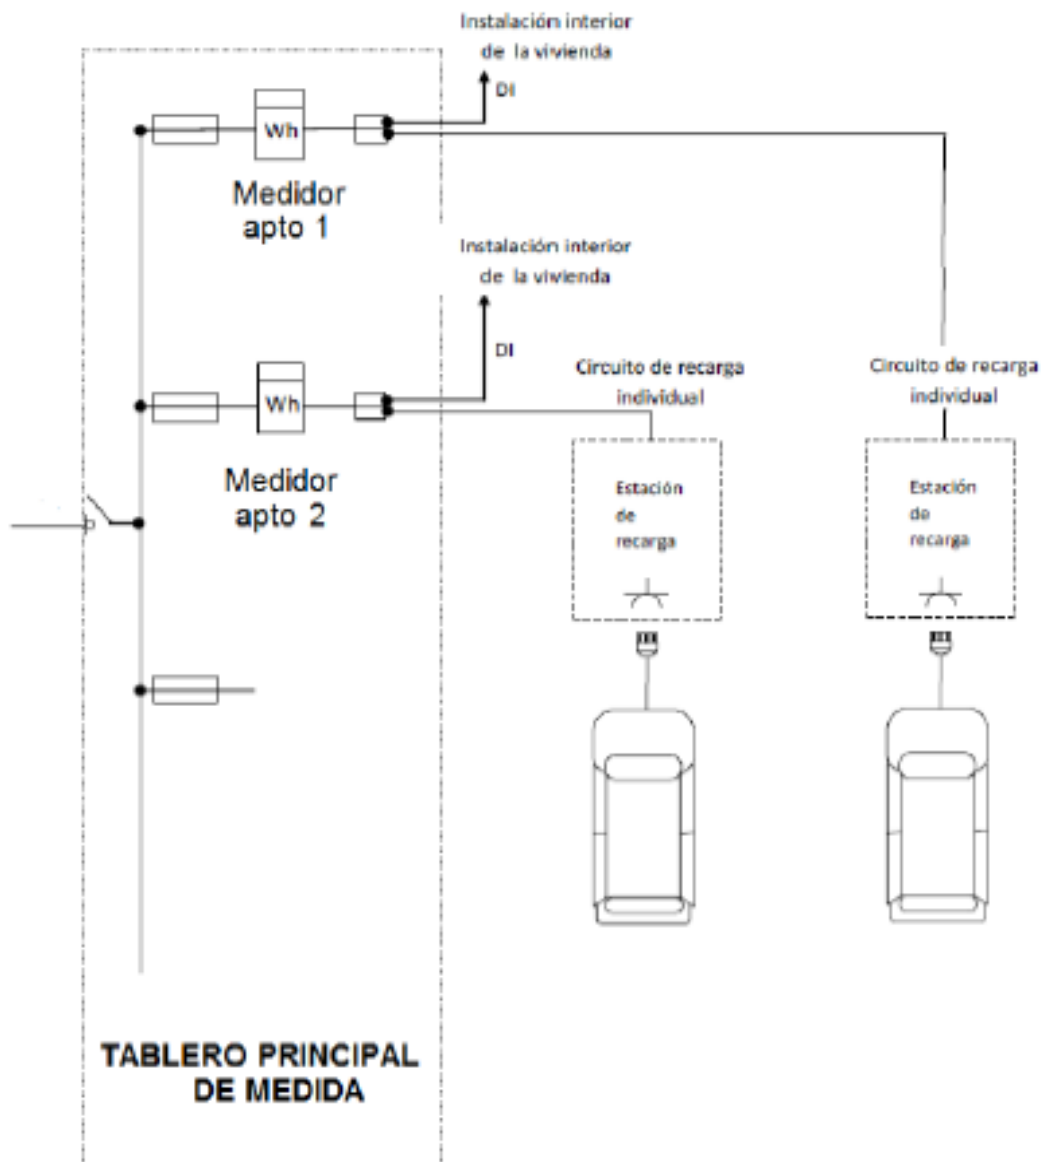 Instalación interior
de la vivienda
DI
Wh
Medidor
apto 1
Instalación interior
de la vivienda
DI
Wh
Medidor
apto 2
Circuito de recarga
individual
Circuito de recarga
individual
Estación
de
recarga
Estación
de
recarga
TABLERO PRINCIPAL
DE MEDIDA